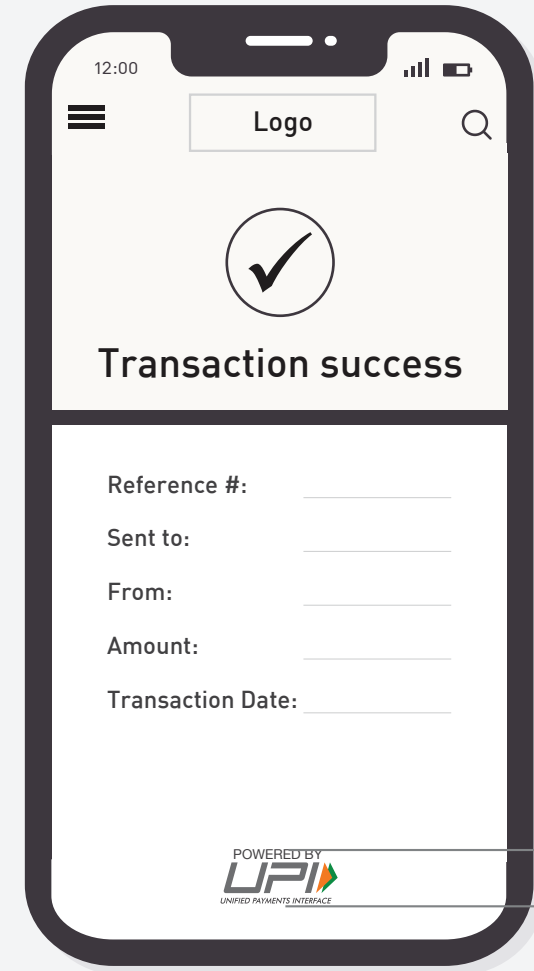 12:00
Logo
Transaction success
Reference #:
Sent to:
From:
Amount:
Transaction Date:
POWERED BY
UPI
UNIFIED PAYMENTS INTERFACE